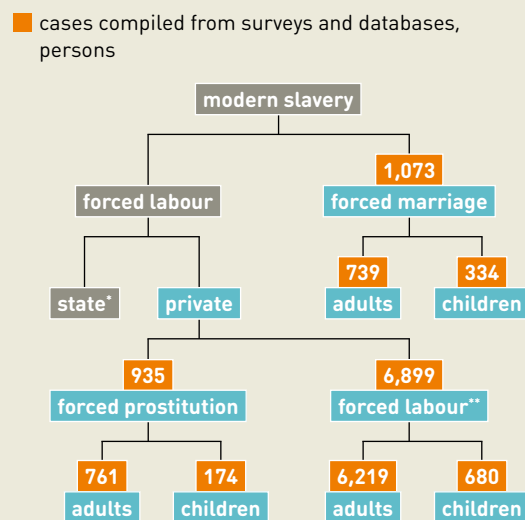 cases compiled from surveys and databases,
persons
modern slavery
1,073
forced labour
forced marriage
739
334
state*
private
adults
children
935
6,899
forced prostitution
forced labour**
761
174
6,219
680
adults
children
adults
children